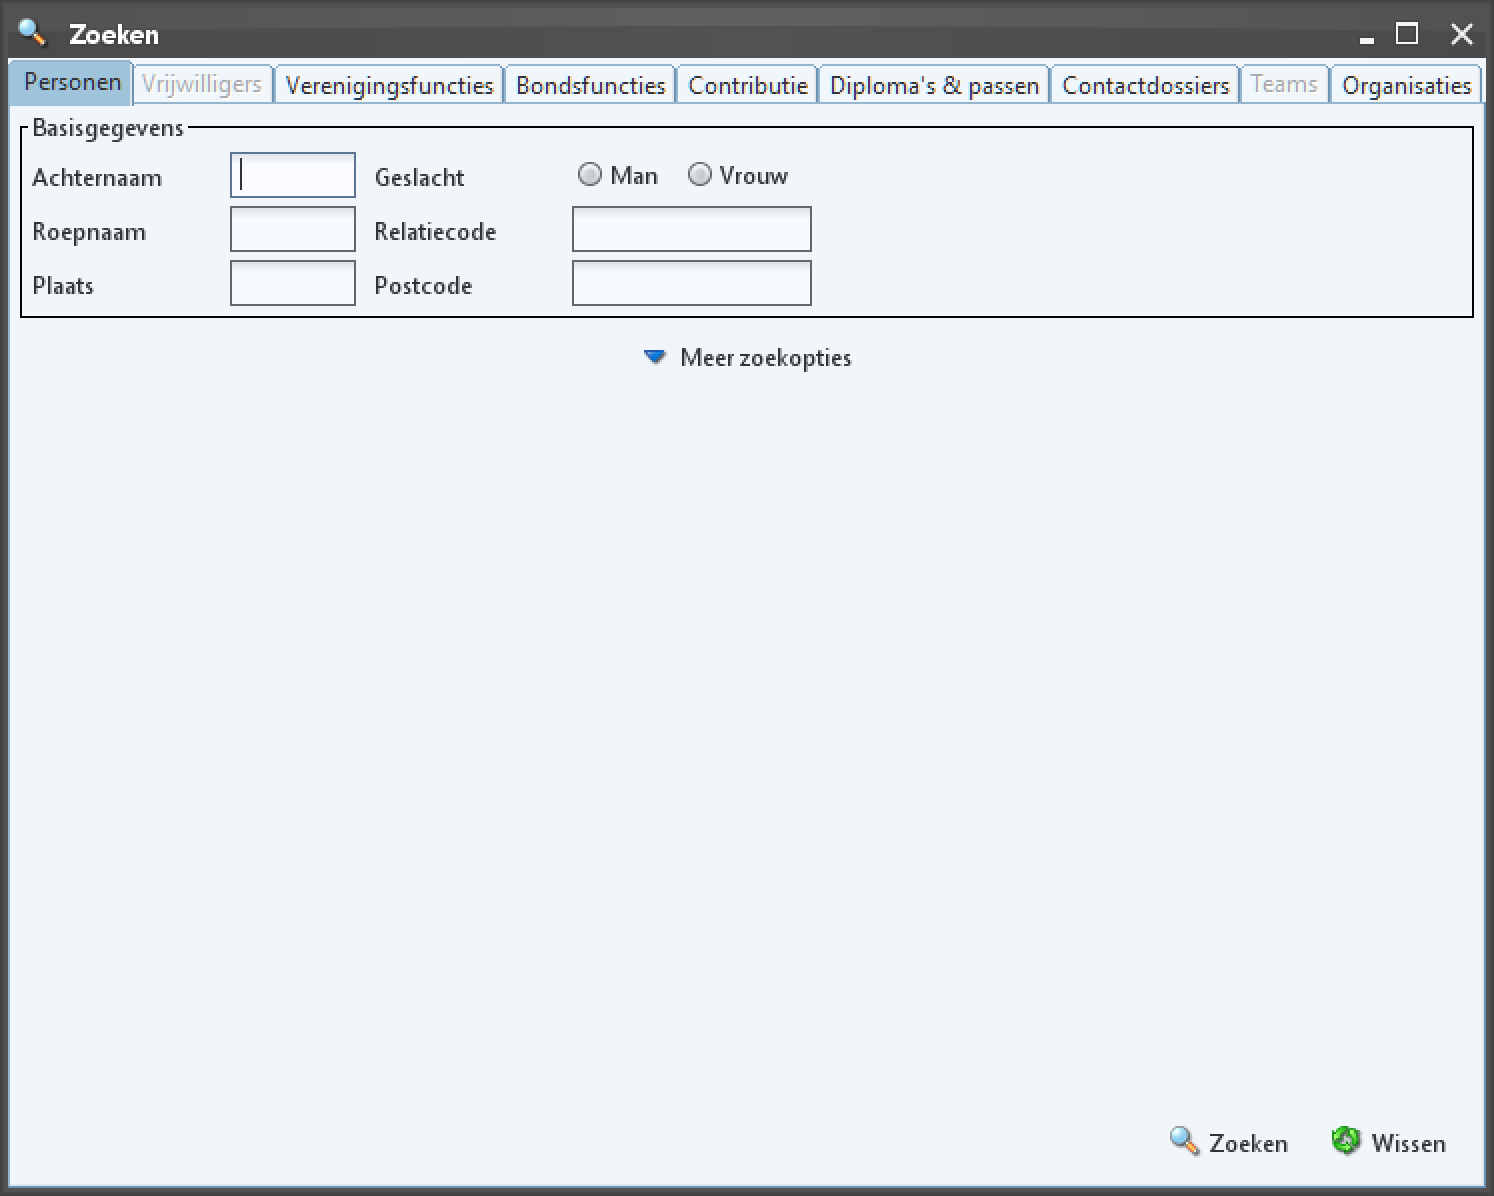 Zoeken
Personen Vrijwilligers Verenigingsfuncties Bondsfuncties Contributie Diploma's & passen Contactdossiers Teams Organisaties
Basisgegevens
Achternaam Geslacht Man Vrouw
Roepnaam Relatiecode
Plaats Postcode
Meer zoekopties
Zoeken Wissen